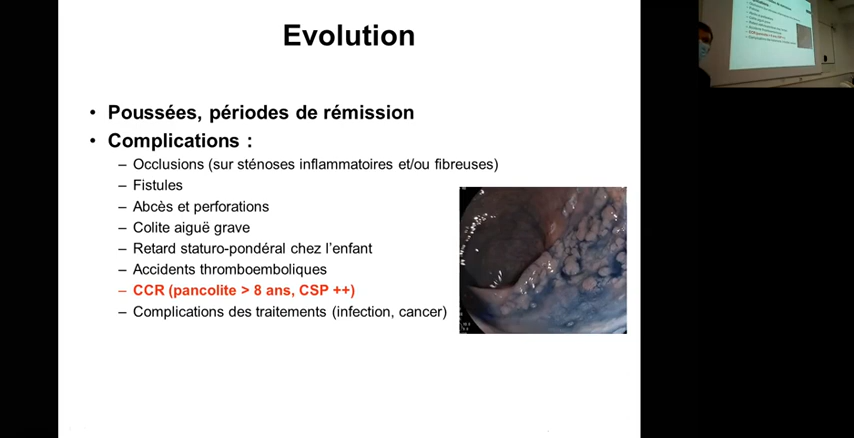 Evolution
• Poussées, périodes de rémission
• Complications :
– Occlusions (sur sténoses inflammatoires et/ou fibreuses)
– Fistules
– Abcès et perforations
– Colite aiguë grave
– Retard staturo-pondéral chez l'enfant
– Accidents thromboemboliques
– CCR (pancolite > 8 ans, CSP ++)
– Complications des traitements (infection, cancer)